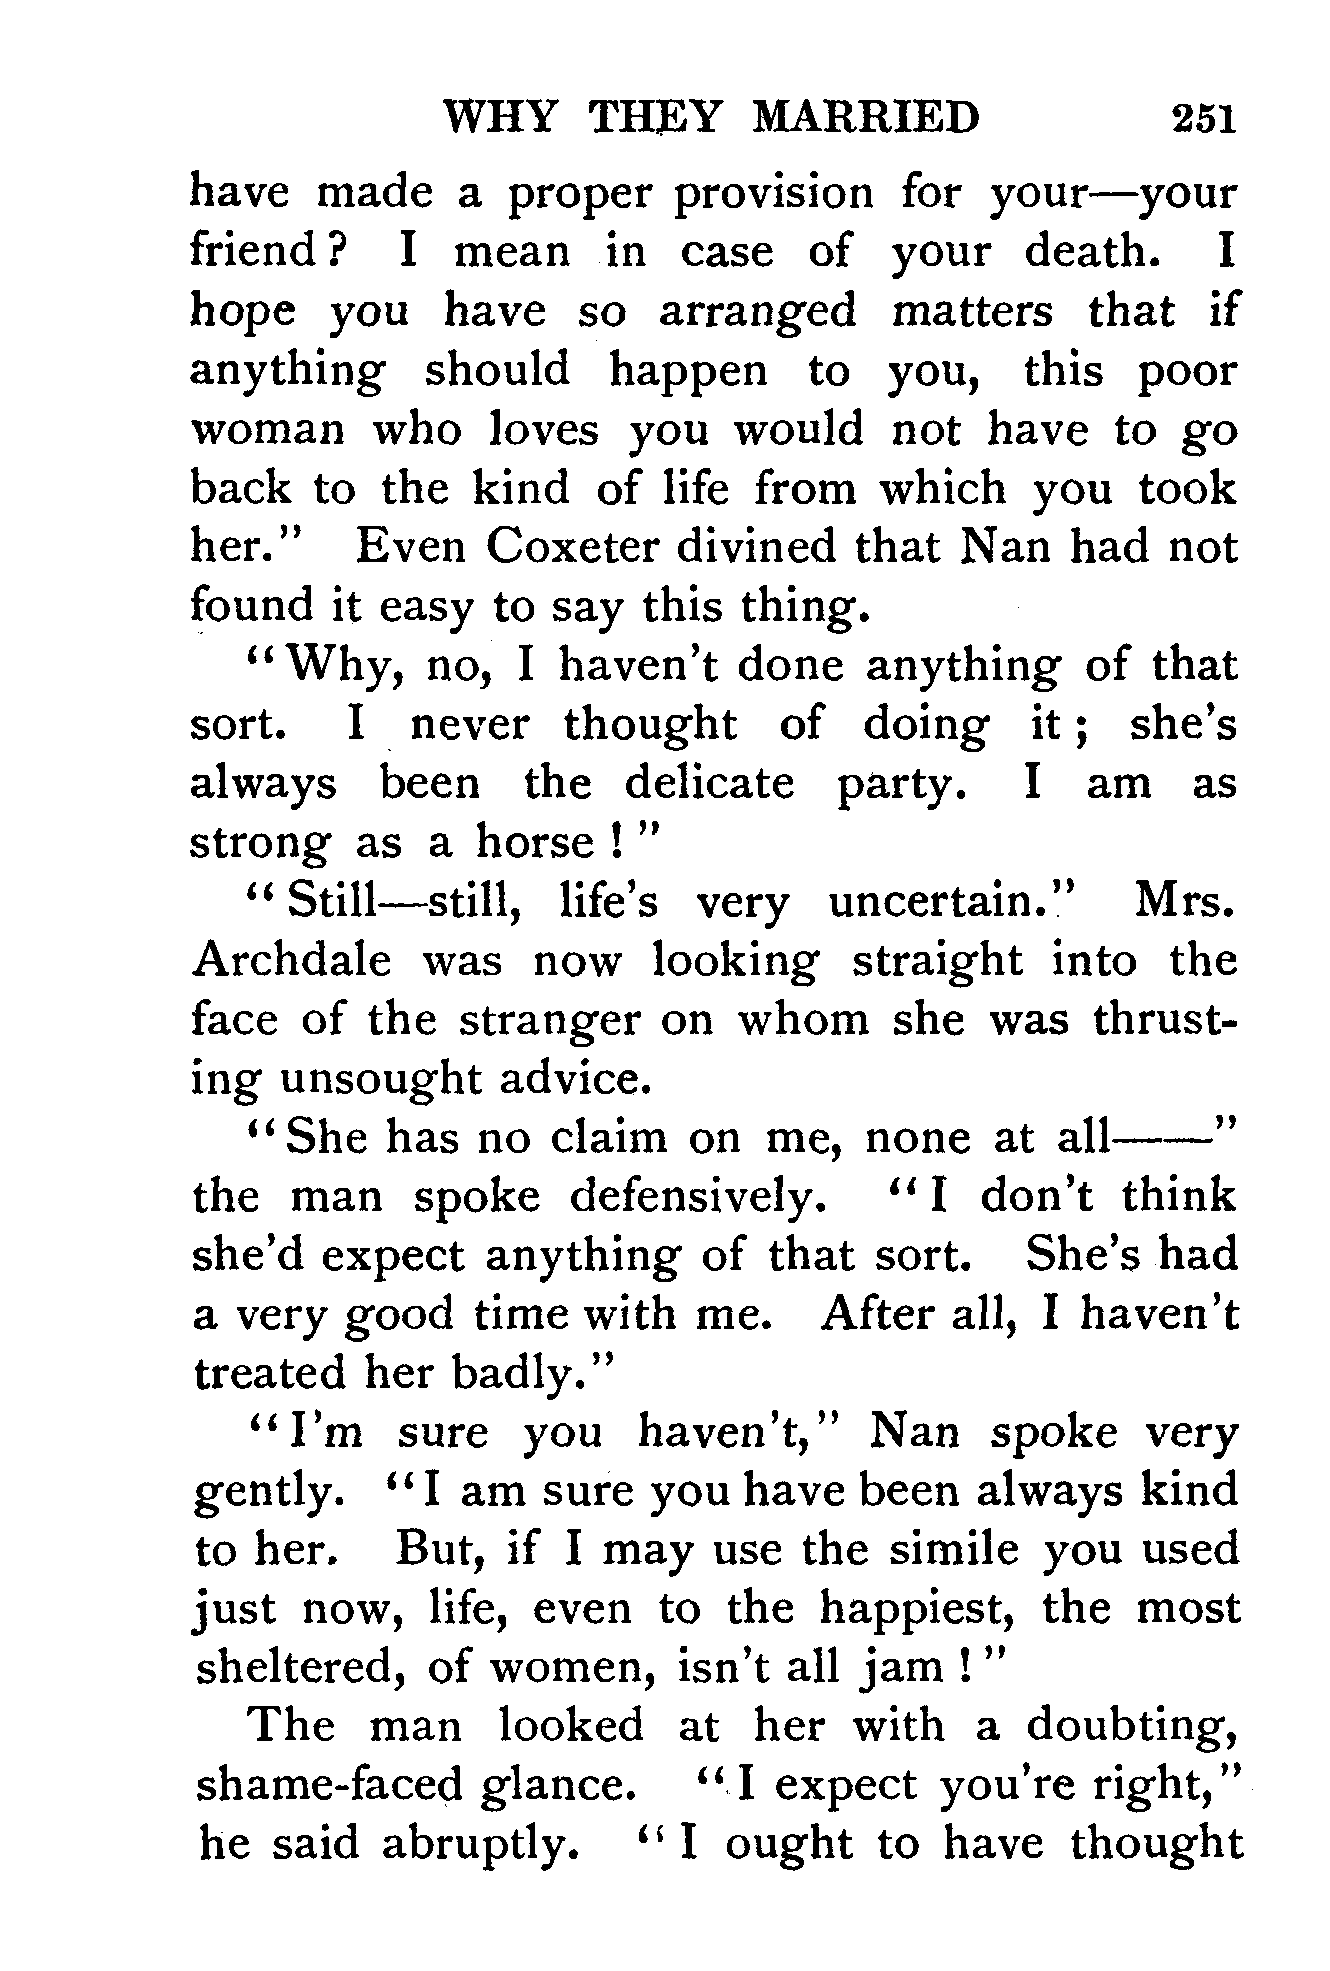 WHY THEY MARRIED 251
have made a proper provision for your—your
friend? I mean in case of your death. I
hope you have so arranged matters that if
anything should happen to you, this poor
woman who loves you would not have to go
back to the kind of life from which you took
her." Even Coxeter divined that Nan had not
found it easy to say this thing.
"Why, no, I haven't done anything of that
sort. I never thought of doing it; she's
always been the delicate party. I am as
strong as a horse!"
"Still—still, life's very uncertain." Mrs.
Archdale was now looking straight into the
face of the stranger on whom she was thrust-
ing unsought advice.
"She has no claim on me, none at all——"
the man spoke defensively. "I don't think
she'd expect anything of that sort. She's had
a very good time with me. After all, I haven't
treated her badly."
"I'm sure you haven't," Nan spoke very
gently. "I am sure you have been always kind
to her. But, if I may use the simile you used
just now, life, even to the happiest, the most
sheltered, of women, isn't all jam!"
The man looked at her with a doubting,
shame-faced glance. "I expect you're right,"
he said abruptly. "I ought to have thought